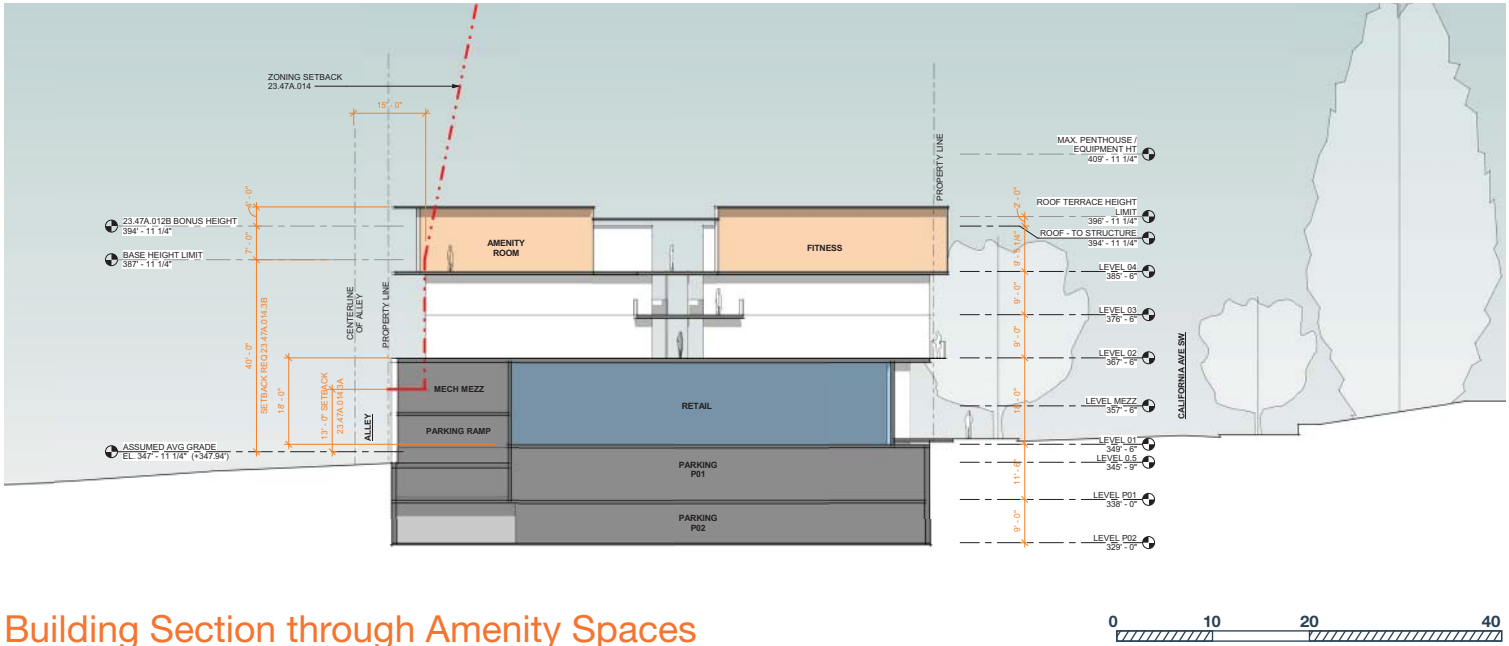 ZONING SETBACK
23.47A.014
15' - 0"
CENTERLINE
OF ALLEY
PROPERTY LINE
PROPERTY LINE
23.47A.012B BONUS HEIGHT
394' - 11 1/4"
BASE HEIGHT LIMIT
387' - 11 1/4"
ASSUMED AVG GRADE
EL. 347' - 11 1/4" (+347.94')
7' - 0"
40' - 0"
SETBACK REQ 23.47A.014.3B
18' - 0"
13' - 0" SETBACK
23.47A.014.3A
ALLEY
AMENITY
ROOM
FITNESS
MECH MEZZ
RETAIL
PARKING RAMP
PARKING
P01
PARKING
P02
2' - 0"
9' - 5 1/4"
9' - 0"
9' - 0"
11' - 6"
9' - 0"
MAX. PENTHOUSE /
EQUIPMENT HT
409' - 11 1/4"
ROOF TERRACE HEIGHT
LIMIT
396' - 11 1/4"
ROOF - TO STRUCTURE
394' - 11 1/4"
LEVEL 04
385' - 6"
LEVEL 03
376' - 6"
LEVEL 02
367' - 6"
LEVEL MEZZ
357' - 6"
LEVEL 01
349' - 6"
LEVEL 0.5
345' - 9"
LEVEL P01
338' - 0"
LEVEL P02
329' - 0"
CALIFORNIA AVE SW
Building Section through Amenity Spaces
0 10 20 40